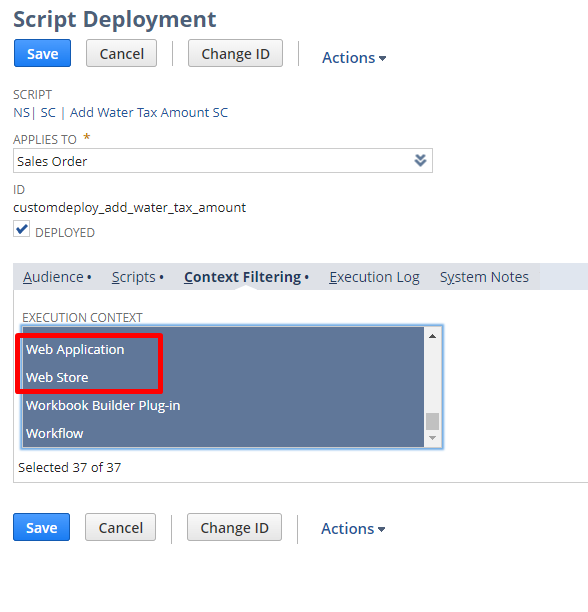 Script Deployment
Save Cancel Change ID Actions
SCRIPT
NS| SC | Add Water Tax Amount SC
APPLIES TO *
Sales Order
ID
customdeploy_add_water_tax_amount
DEPLOYED
Audience • Scripts • Context Filtering • Execution Log System Notes
EXECUTION CONTEXT
Web Application
Web Store
Workbook Builder Plug-in
Workflow
Selected 37 of 37
Save Cancel Change ID Actions